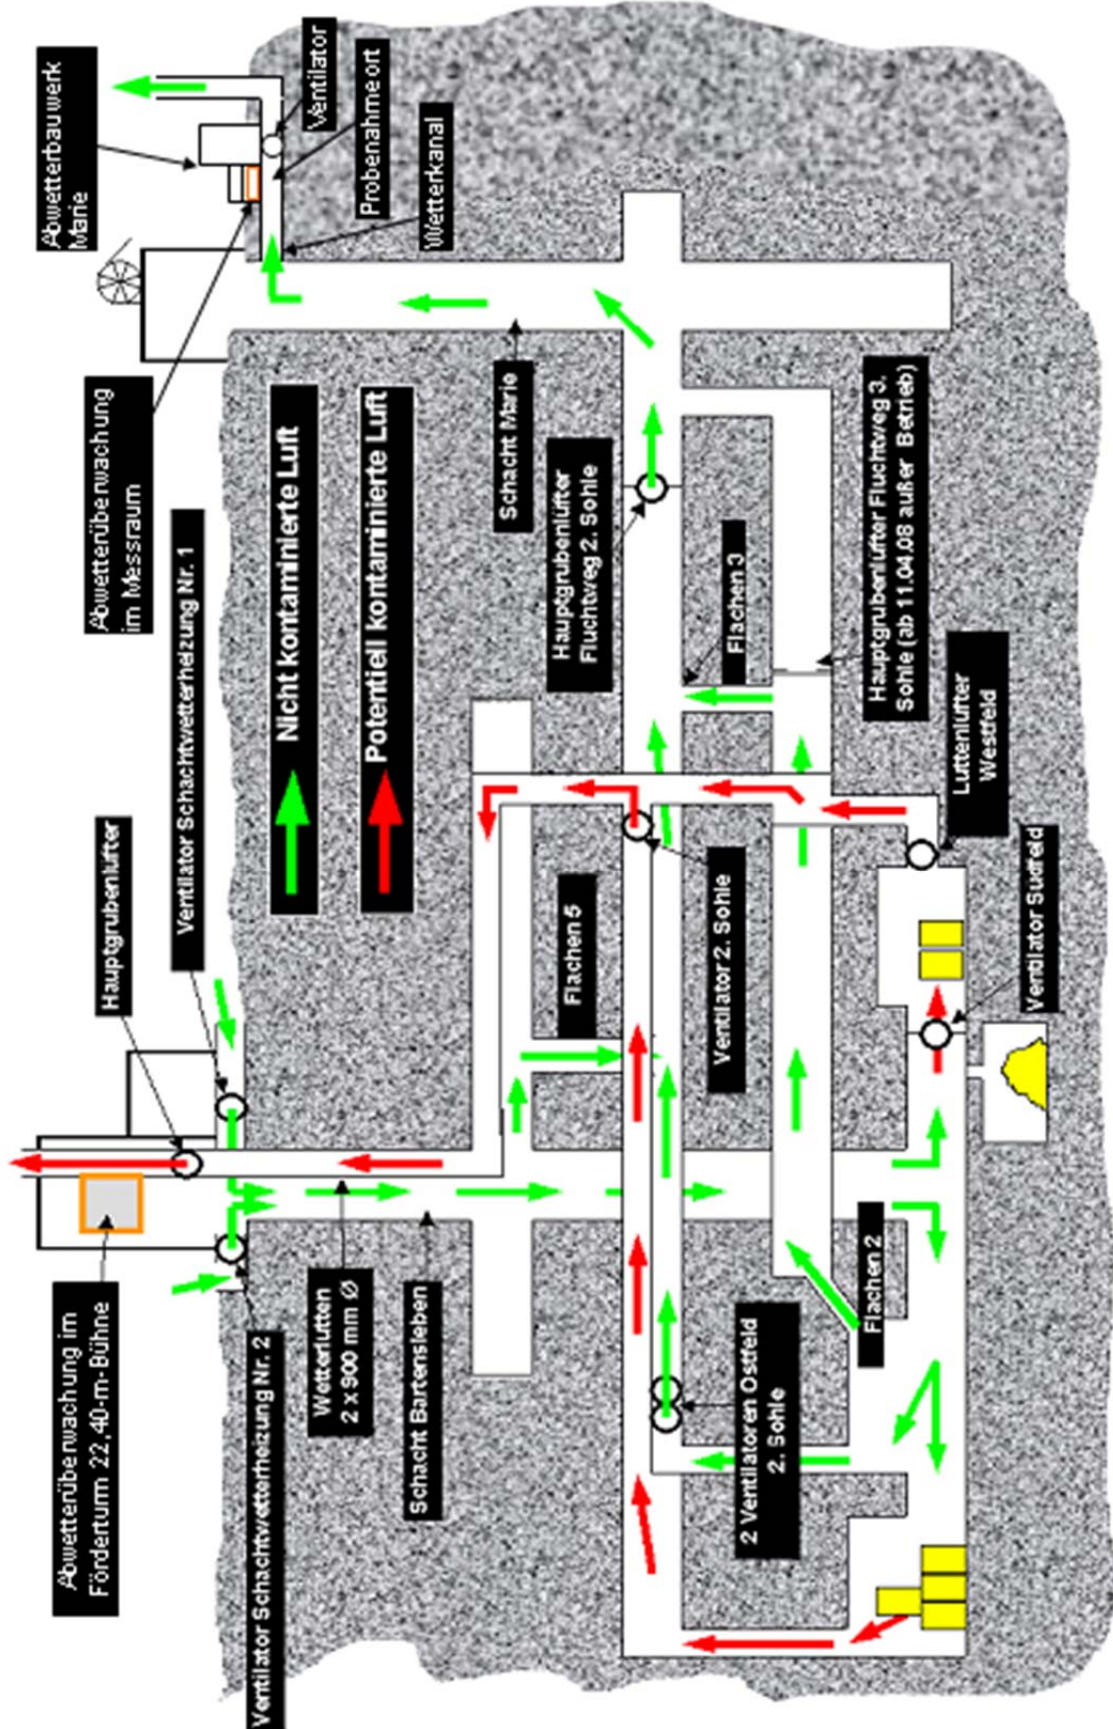 Abwetterüberwachung im
Förderturm 22,40-m-Bühne
Hauptgrubenlüfter
Ventilator Schachtwetterheizung Nr. 1
Ventilator Schachtwetterheizung Nr. 2
Abwetterüberwachung
im Messraum
Abwetterbauwerk
Marie
Ventilator
Probenahmeort
Wetterkanal
Nicht kontaminierte Luft
Potentiell kontaminierte Luft
Wetterlutten
2 x 900 mm Ø
Schacht Bartensleben
Schacht Marie
Flachen 5
Hauptgrubenlüfter
Fluchtweg 2. Sohle
2 Ventilatoren Ostfeld
2. Sohle
Ventilator 2. Sohle
Flachen 3
Flachen 2
Hauptgrubenlüfter Fluchtweg 3.
Sohle (ab 11.04.08 außer Betrieb)
Luttenlüfter
Westfeld
Ventilator Südfeld